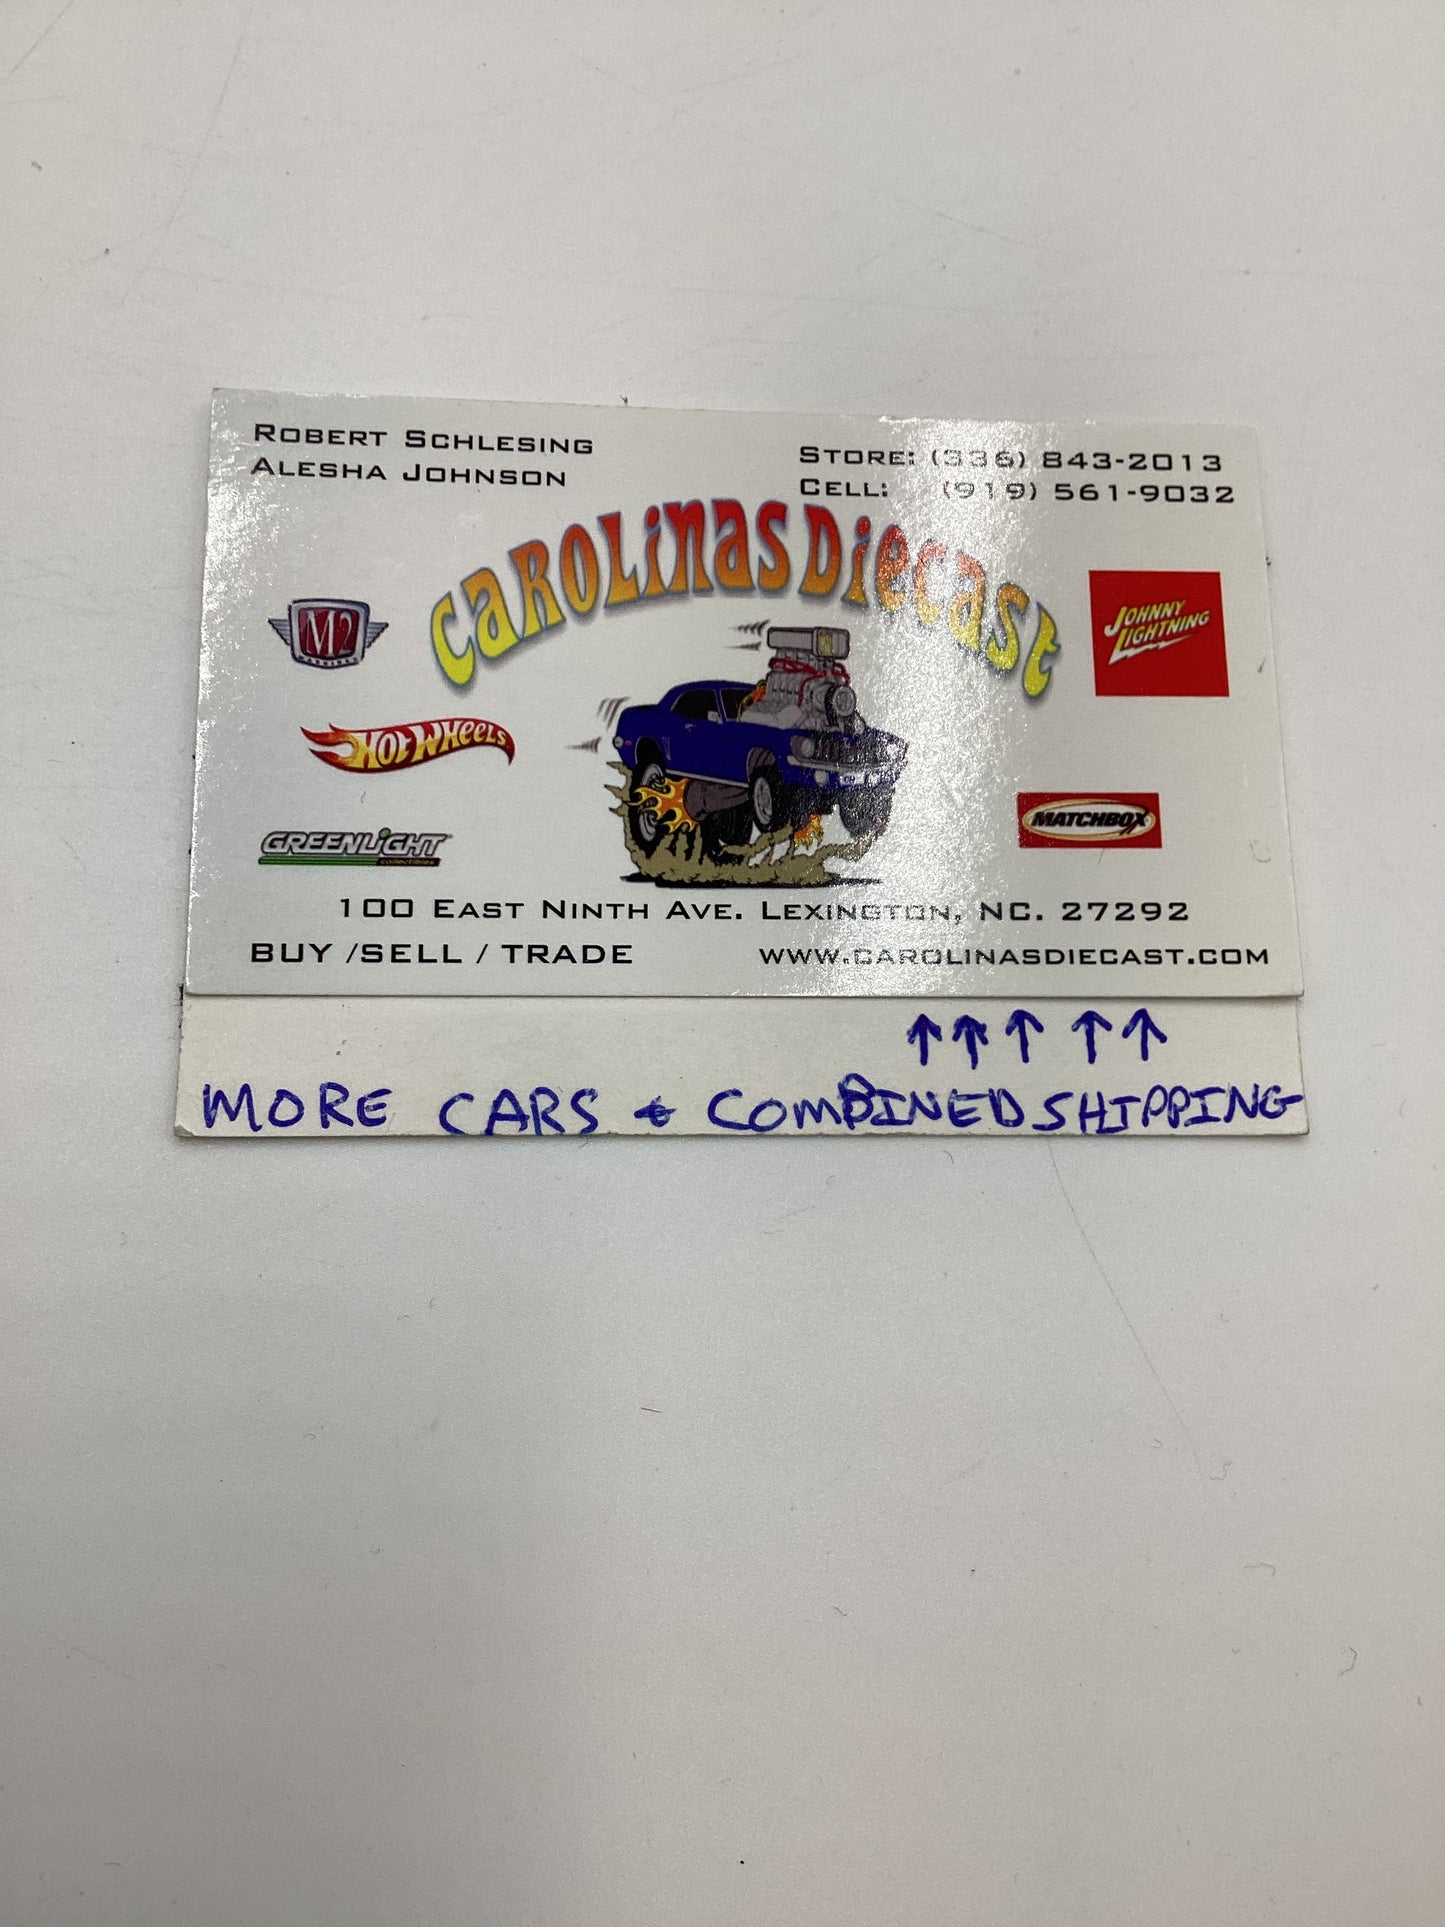 ROBERT SCHLESING
ALESHA JOHNSON
STORE: (336) 843-2013
CELL: (919) 561-9032
CAROLINAS Diecast
M2
MACHINES
JOHNNY
LIGHTNING
HOT WHEELS
MATCHBOX
GREENLIGHT
collectibles
100 EAST NINTH AVE. LEXINGTON, NC. 27292
BUY /SELL / TRADE
WWW.CAROLINASDIECAST.COM
↑↑↑↑↑
MORE CARS & COMBINED SHIPPING